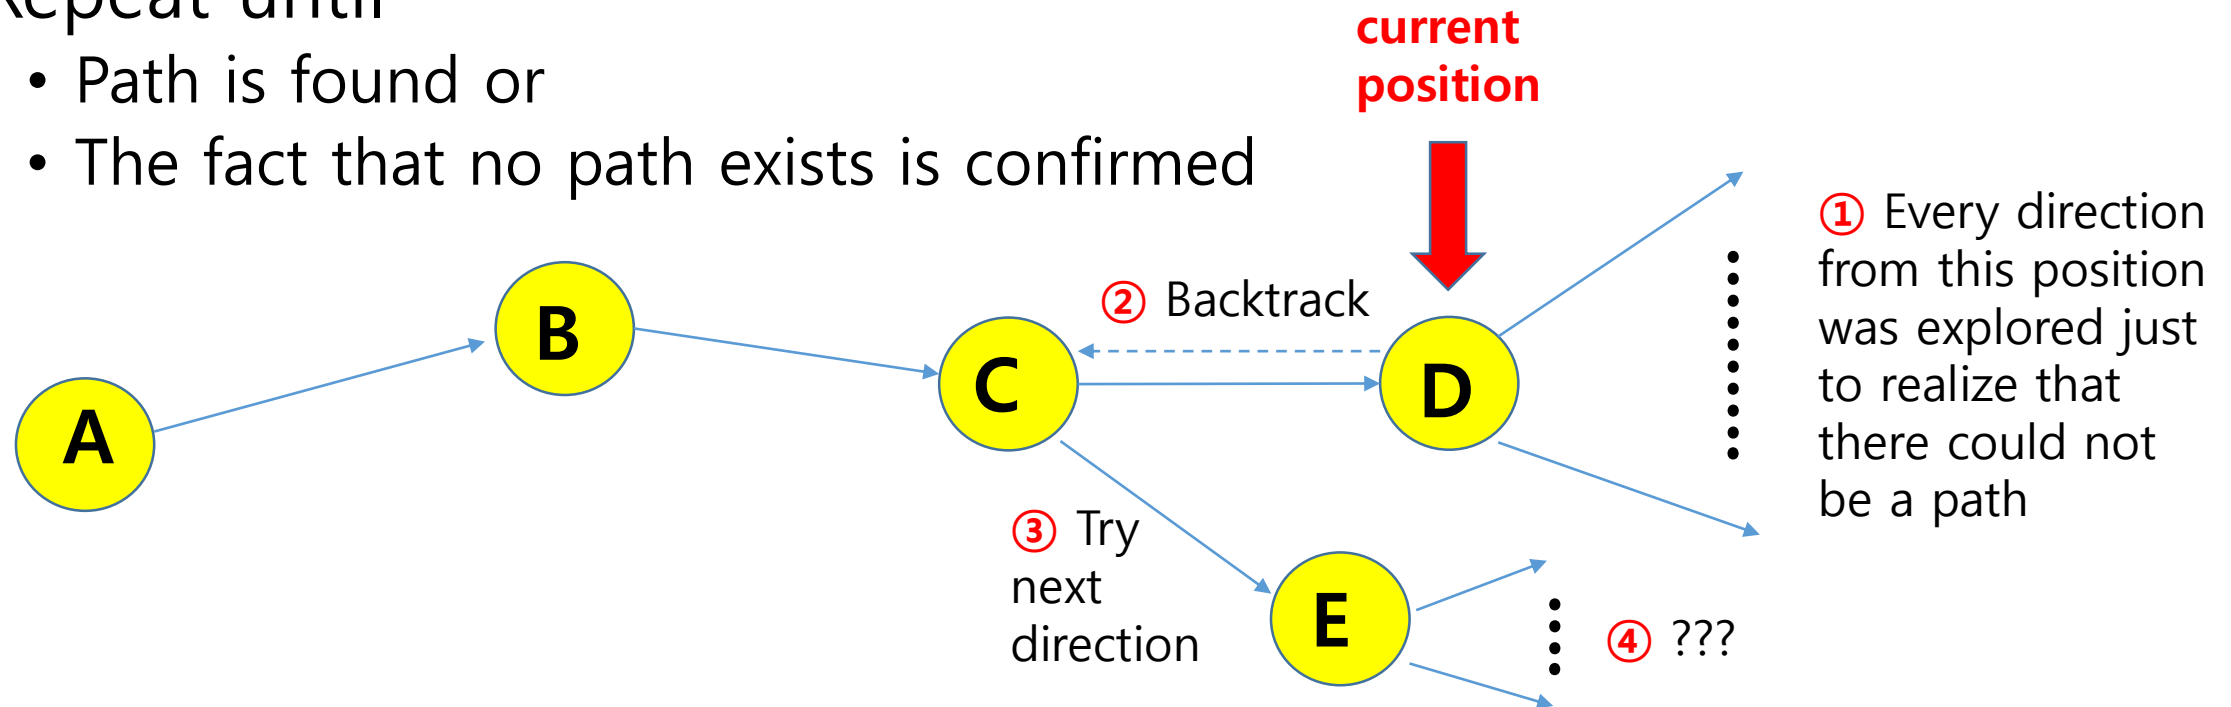 Repeat until
• Path is found or
• The fact that no path exists is confirmed
current
position
① Every direction
from this position
was explored just
to realize that
there could not
be a path
② Backtrack
A
B
C
D
③ Try
next
direction
E
④ ???